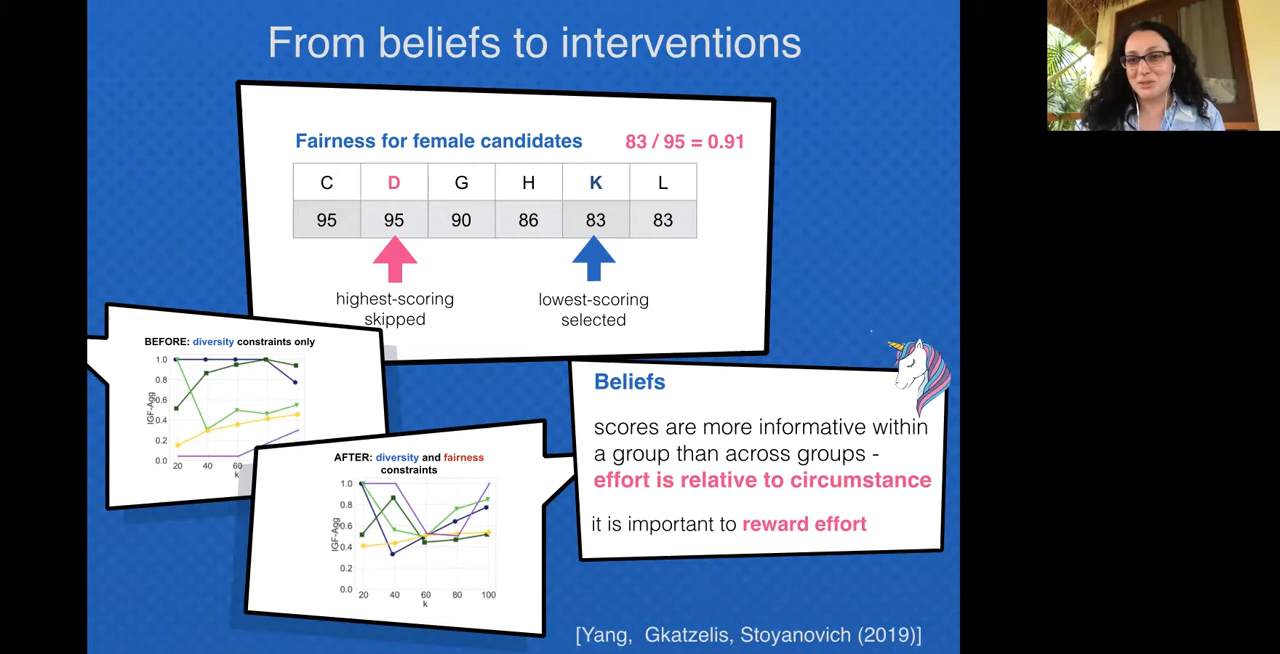 From beliefs to interventions
Fairness for female candidates 83 / 95 = 0.91
C D G H K L
95 95 90 86 83 83
highest-scoring
skipped
lowest-scoring
selected
BEFORE: diversity constraints only
1.0
0.8
0.6
0.4
0.2
0.0
IGF-Agg
20 40 60
k
AFTER: diversity and fairness
constraints
1.0
0.8
0.6
0.4
0.2
0.0
IGF-Agg
20 40 60 80 100
k
Beliefs
scores are more informative within
a group than across groups -
effort is relative to circumstance
it is important to reward effort
[Yang, Gkatzelis, Stoyanovich (2019)]